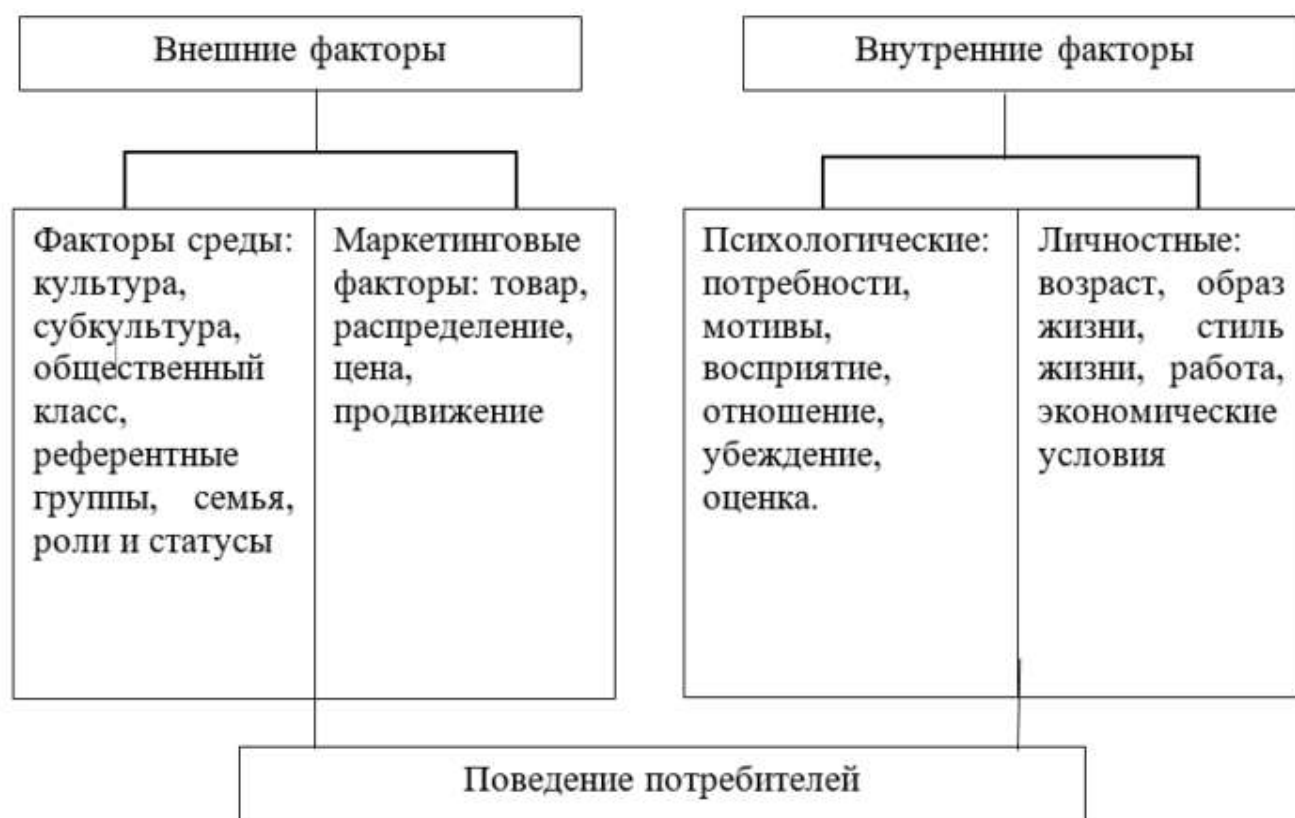 Внешние факторы
Внутренние факторы
Факторы среды:
культура,
субкультура,
общественный
класс,
референтные
группы, семья,
роли и статусы
Маркетинговые
факторы: товар,
распределение,
цена,
продвижение
Психологические:
потребности,
мотивы,
восприятие,
отношение,
убеждение,
оценка.
Личностные:
возраст, образ
жизни, стиль
жизни, работа,
экономические
условия
Поведение потребителей